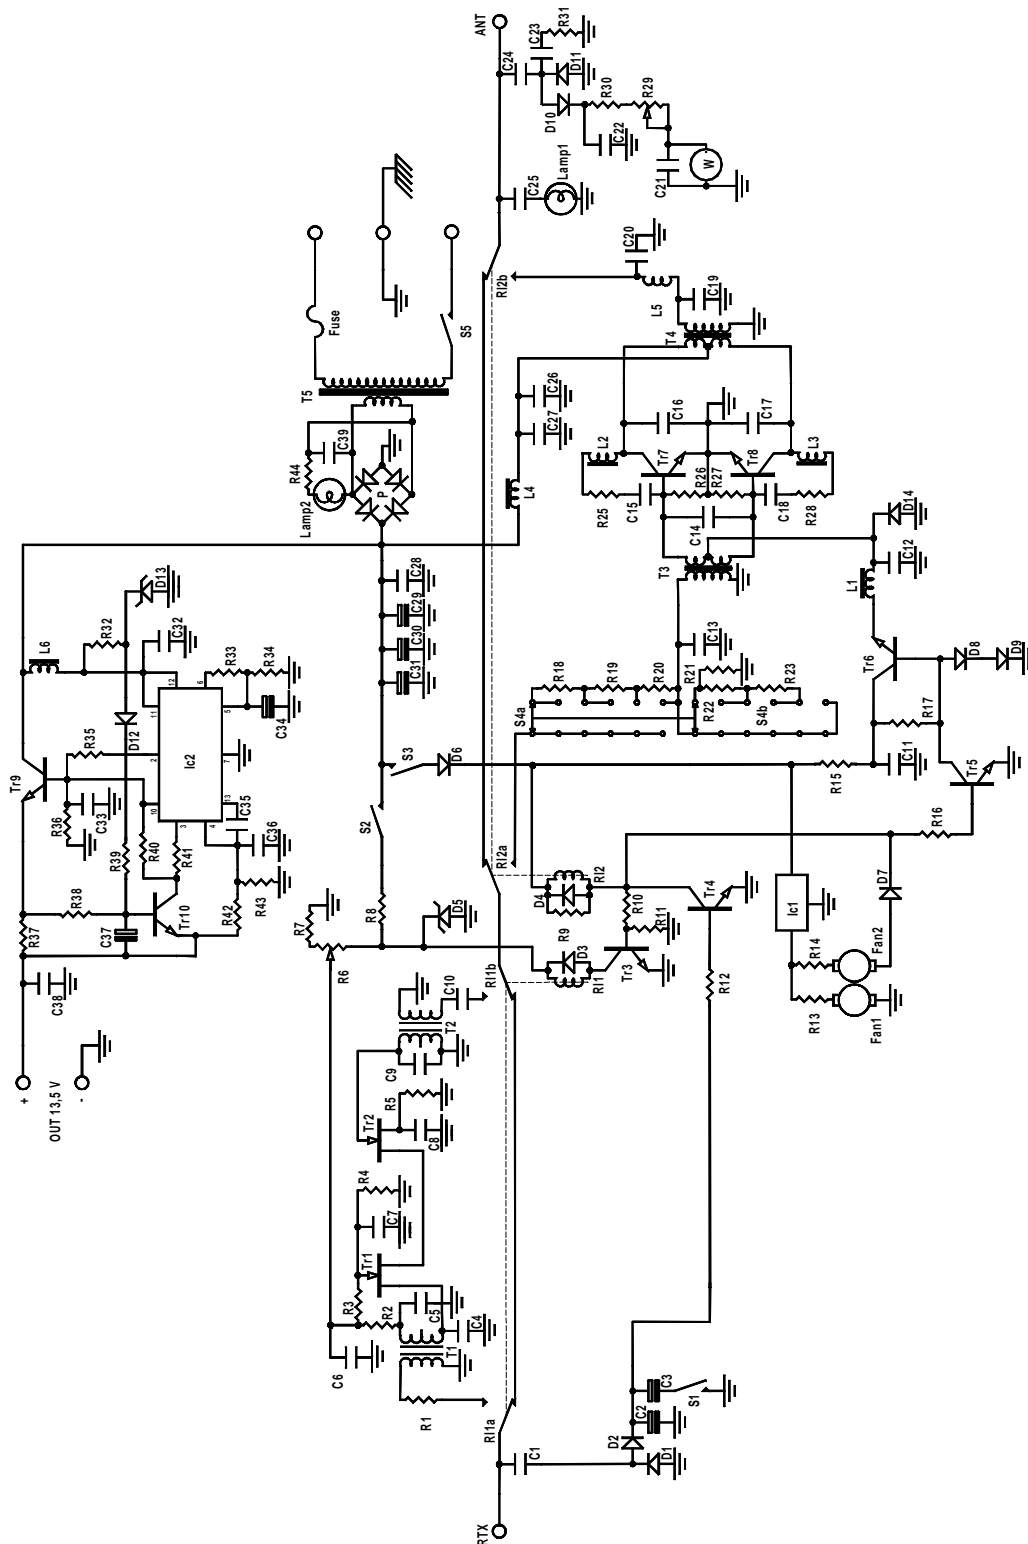 ANT
R31
C23
C24
D11
R30
R29
D10
C22
C21
W
C25
Lamp1
C20
Rl2b
L5
C19
T4
Fuse
S5
T5
C26
C27
C39
R44
Lamp2
P
L4
C16
C17
L2
L3
Tr7
Tr8
R26
R27
R25
C15
C18
R28
C14
T3
D14
C12
L1
D13
R32
L6
C32
R33
R34
C34
12
6
11
5
2
7
10
13
3
4
Ic2
R35
D12
Tr9
C33
R36
R39
R40
R41
C35
C36
R38
Tr10
R42
R43
C37
R37
C38
+
-
OUT 13,5 V
C28
C29
C30
C31
S3
D6
S2
R8
D5
R7
R6
C13
R18
R19
R20
R21
R22
R23
S4a
S4b
Tr6
D8
D9
R17
R15
C11
Tr5
R16
D7
Rl2a
Rl2
D4
R10
R11
Tr4
R9
D3
Rl1
Tr3
R12
Ic1
R14
R13
Fan2
Fan1
Rl1b
C10
T2
C9
R5
Tr2
C8
R4
C7
Tr1
R3
R2
C5
C4
T1
C6
R1
Rl1a
C3
C2
S1
D2
D1
C1
RTX